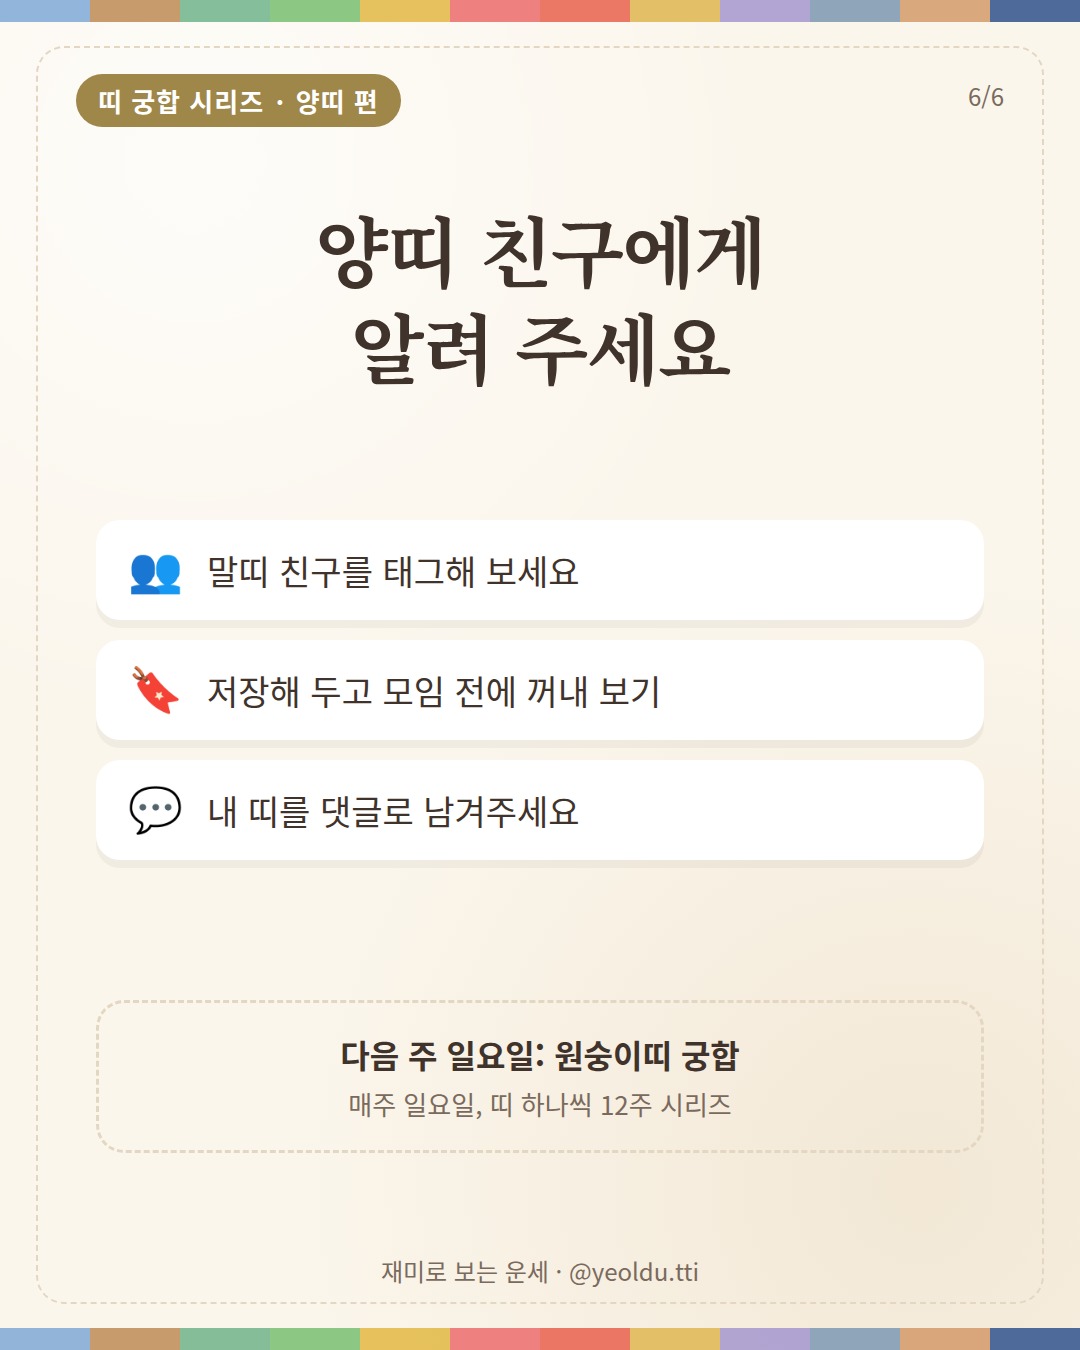 띠 궁합 시리즈 · 양띠 편
6/6
양띠 친구에게
알려 주세요
말띠 친구를 태그해 보세요
저장해 두고 모임 전에 꺼내 보기
내 띠를 댓글로 남겨주세요
다음 주 일요일: 원숭이띠 궁합
매주 일요일, 띠 하나씩 12주 시리즈
재미로 보는 운세 · @yeoldu.tti